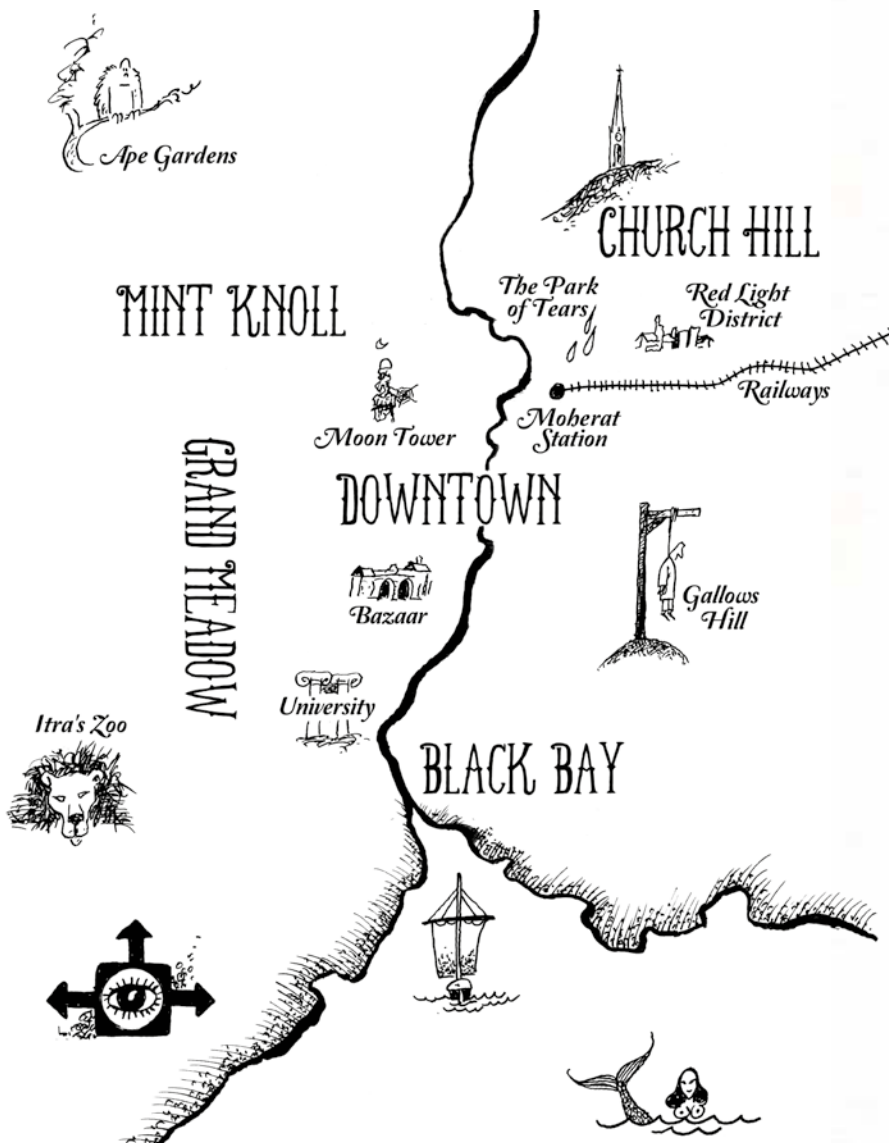 Ape Gardens
CHURCH HILL
MINT KNOLL
The Park
of Tears
Red Light
District
Railways
Moherat
Station
Moon Tower
GRAND MEADOW
DOWNTOWN
Bazaar
Gallows
Hill
University
Itra's Zoo
BLACK BAY